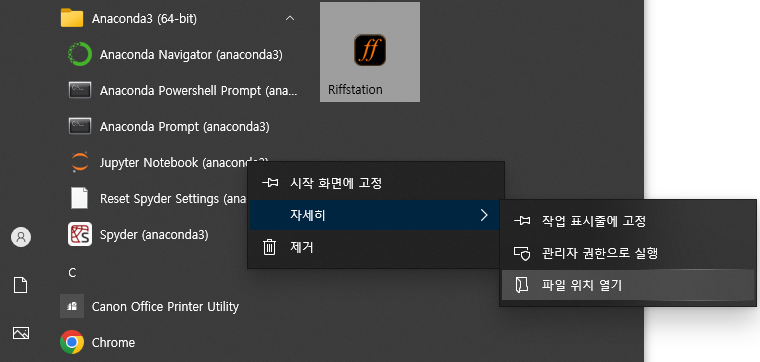 Anaconda3 (64-bit)
Anaconda Navigator (anaconda3)
ff
Riffstation
Anaconda Powershell Prompt (ana...
Anaconda Prompt (anaconda3)
Jupyter Notebook (anaconda3)
시작 화면에 고정
Reset Spyder Settings (anac
자세히
작업 표시줄에 고정
Spyder (anaconda3)
제거
관리자 권한으로 실행
C
파일 위치 열기
Canon Office Printer Utility
Chrome